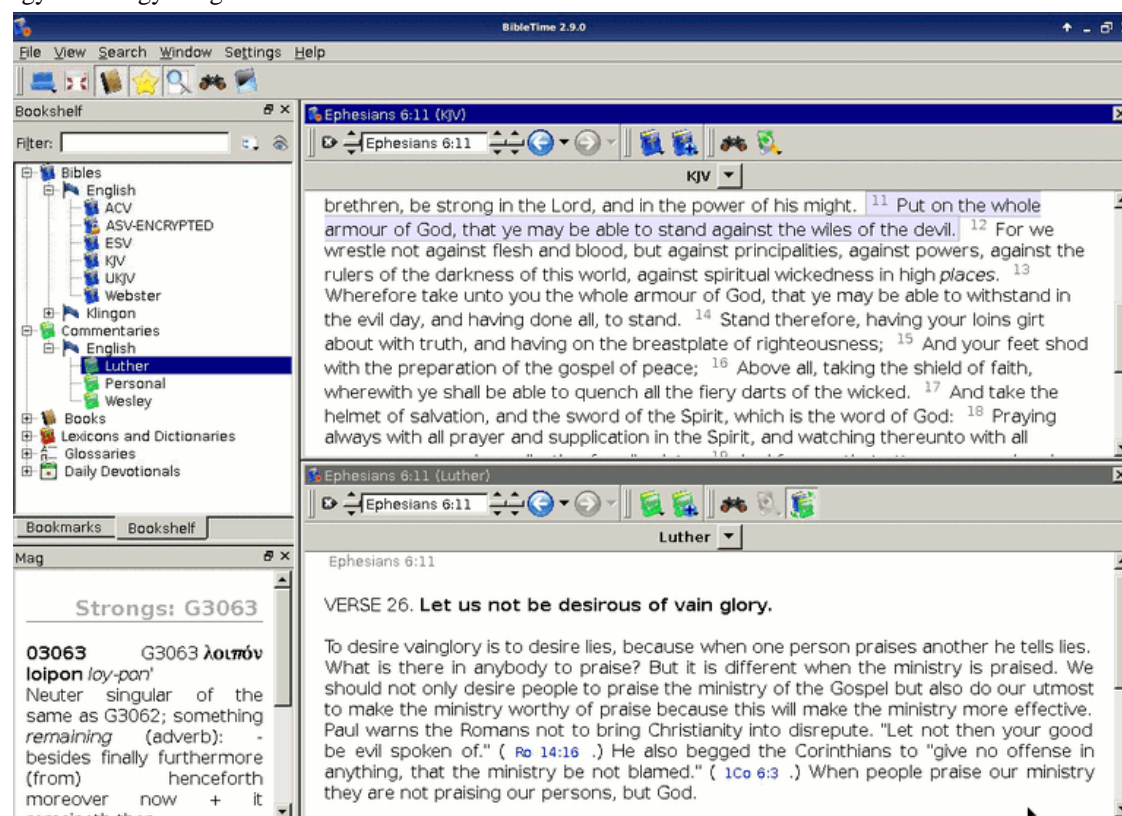 BibleTime 2.9.0
File View Search Window Settings Help
Bookshelf
Filter:
Bibles
English
ACV
ASV-ENCRYPTED
ESV
KJV
UKJV
Webster
Klingon
Commentaries
English
Luther
Personal
Wesley
Books
Lexicons and Dictionaries
Glossaries
Daily Devotionals
Bookmarks Bookshelf
Mag
Strongs: G3063
03063 G3063 λοιπόν
loipon loy-pon'
Neuter singular of the
same as G3062; something
remaining (adverb): -
besides finally furthermore
(from) henceforth
moreover now + it
Ephesians 6:11 (KJV)
Ephesians 6:11
KJV
brethren, be strong in the Lord, and in the power of his might. 11 Put on the whole
armour of God, that ye may be able to stand against the wiles of the devil. 12 For we
wrestle not against flesh and blood, but against principalities, against powers, against the
rulers of the darkness of this world, against spiritual wickedness in high places. 13
Wherefore take unto you the whole armour of God, that ye may be able to withstand in
the evil day, and having done all, to stand. 14 Stand therefore, having your loins girt
about with truth, and having on the breastplate of righteousness; 15 And your feet shod
with the preparation of the gospel of peace; 16 Above all, taking the shield of faith,
wherewith ye shall be able to quench all the fiery darts of the wicked. 17 And take the
helmet of salvation, and the sword of the Spirit, which is the word of God: 18 Praying
always with all prayer and supplication in the Spirit, and watching thereunto with all
Ephesians 6:11 (Luther)
Ephesians 6:11
Luther
Ephesians 6:11
VERSE 26. Let us not be desirous of vain glory.
To desire vainglory is to desire lies, because when one person praises another he tells lies.
What is there in anybody to praise? But it is different when the ministry is praised. We
should not only desire people to praise the ministry of the Gospel but also do our utmost
to make the ministry worthy of praise because this will make the ministry more effective.
Paul warns the Romans not to bring Christianity into disrepute. "Let not then your good
be evil spoken of." ( Ro 14:16 .) He also begged the Corinthians to "give no offense in
anything, that the ministry be not blamed." ( 1Co 6:3 .) When people praise our ministry
they are not praising our persons, but God.